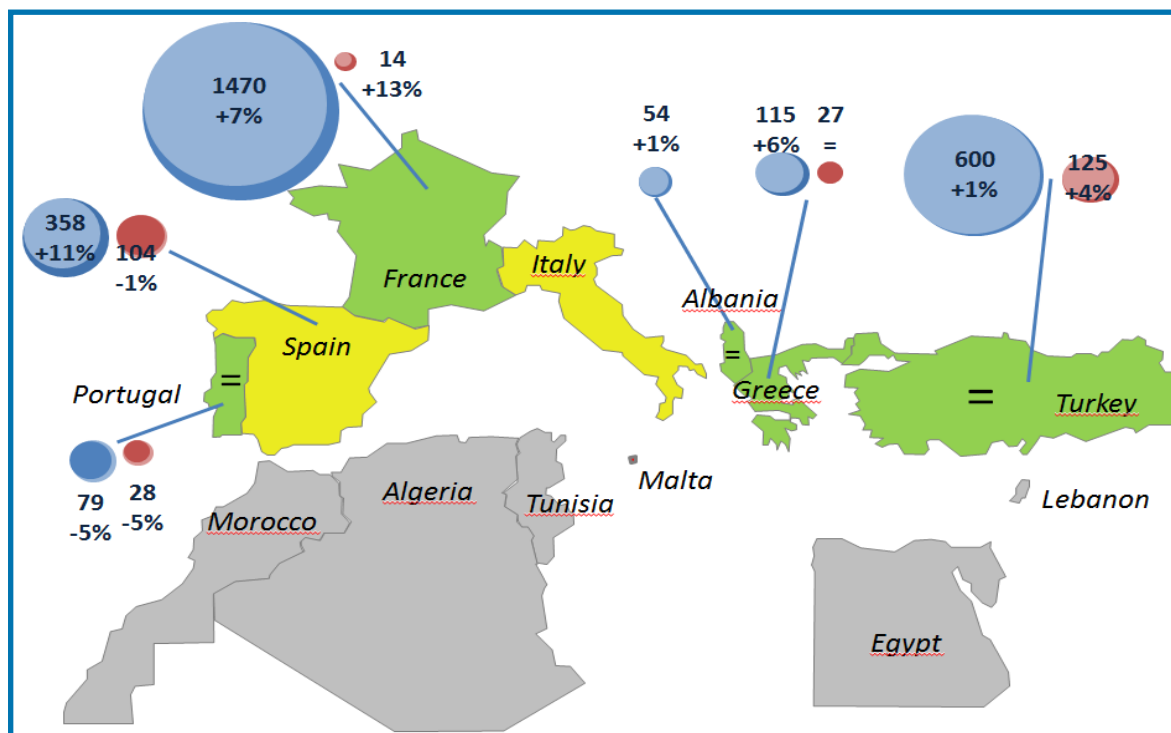 1470
+7%
14
+13%
54
+1%
115
+6%
27
=
600
+1%
125
+4%
358
+11%
104
-1%
France
Italy
Albania
=
Spain
Portugal
=
Greece
=
Turkey
79
-5%
28
-5%
Morocco
Algeria
Tunisia
Malta
Lebanon
Egypt